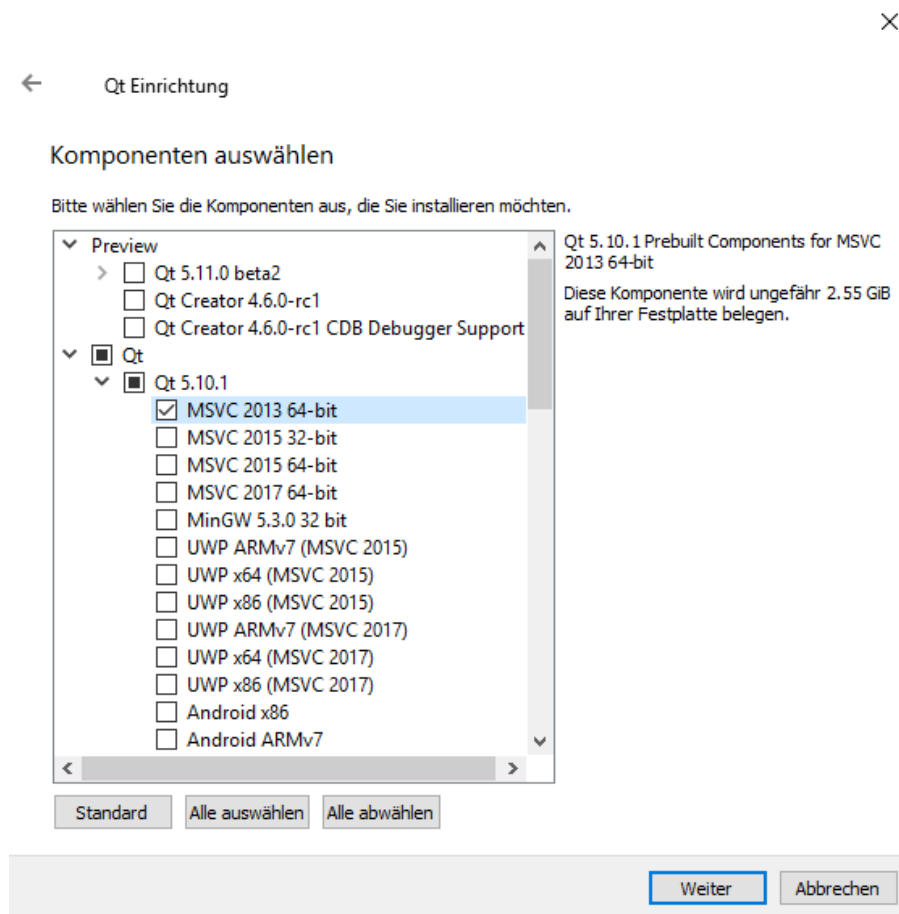 Qt Einrichtung
Komponenten auswählen
Bitte wählen Sie die Komponenten aus, die Sie installieren möchten.
Preview
Qt 5.11.0 beta2
Qt Creator 4.6.0-rc1
Qt Creator 4.6.0-rc1 CDB Debugger Support
Qt
Qt 5.10.1
MSVC 2013 64-bit
MSVC 2015 32-bit
MSVC 2015 64-bit
MSVC 2017 64-bit
MinGW 5.3.0 32 bit
UWP ARMv7 (MSVC 2015)
UWP x64 (MSVC 2015)
UWP x86 (MSVC 2015)
UWP ARMv7 (MSVC 2017)
UWP x64 (MSVC 2017)
UWP x86 (MSVC 2017)
Android x86
Android ARMv7
Qt 5.10.1 Prebuilt Components for MSVC
2013 64-bit
Diese Komponente wird ungefähr 2.55 GiB
auf Ihrer Festplatte belegen.
Standard
Alle auswählen
Alle abwählen
Weiter
Abbrechen